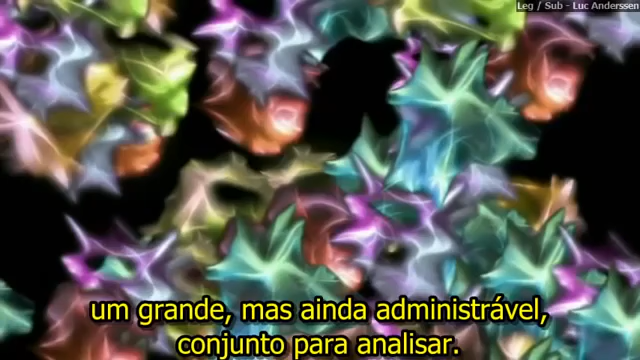 Leg / Sub - Luc Anderssen
um grande, mas ainda administrável,
conjunto para analisar.